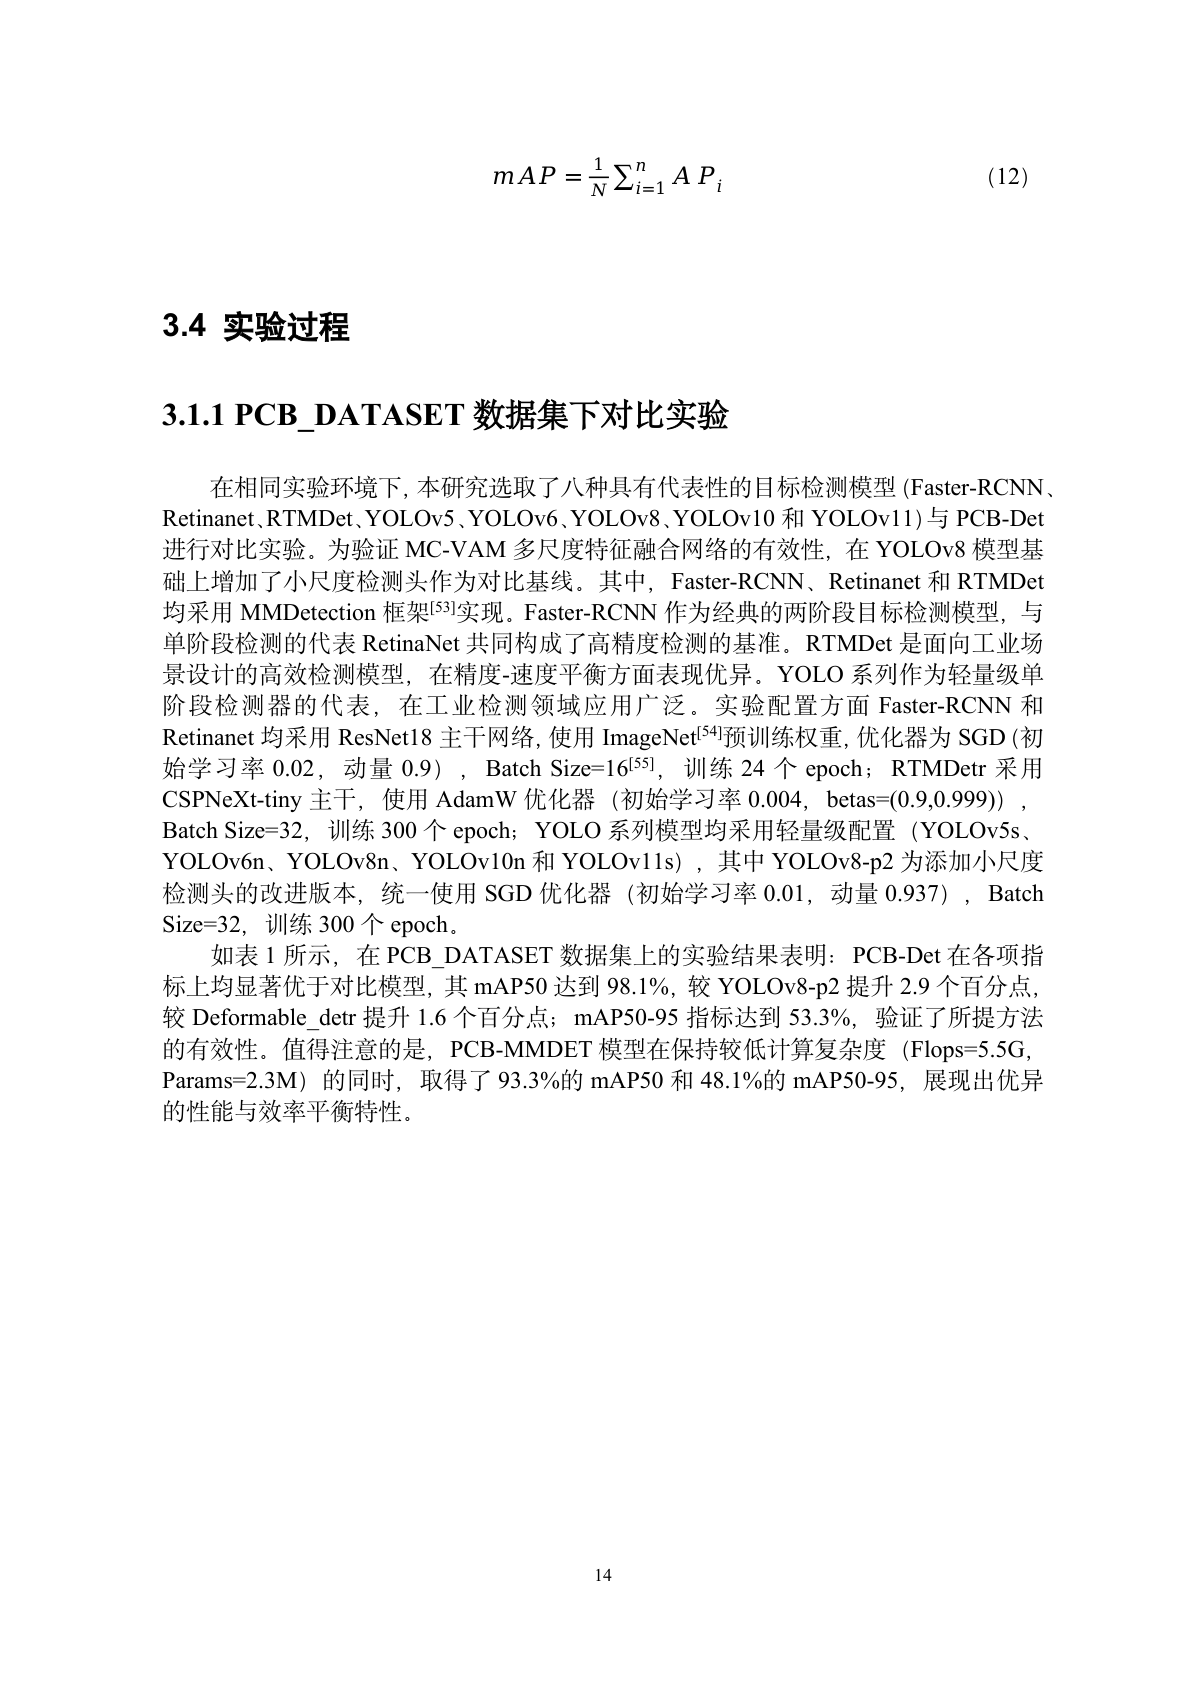 mAP = 1/N ∑_{i=1}^{n} A P_i （12）
3.4 实验过程
3.1.1 PCB_DATASET 数据集下对比实验
在相同实验环境下，本研究选取了八种具有代表性的目标检测模型(Faster-RCNN、
Retinanet、RTMDet、YOLOv5、YOLOv6、YOLOv8、YOLOv10 和 YOLOv11)与 PCB-Det
进行对比实验。为验证 MC-VAM 多尺度特征融合网络的有效性，在 YOLOv8 模型基
础上增加了小尺度检测头作为对比基线。其中，Faster-RCNN、Retinanet 和 RTMDet
均采用 MMDetection 框架[53]实现。Faster-RCNN 作为经典的两阶段目标检测模型，与
单阶段检测的代表 RetinaNet 共同构成了高精度检测的基准。RTMDet 是面向工业场
景设计的高效检测模型，在精度-速度平衡方面表现优异。YOLO 系列作为轻量级单
阶段检测器的代表，在工业检测领域应用广泛。实验配置方面 Faster-RCNN 和
Retinanet 均采用 ResNet18 主干网络，使用 ImageNet[54]预训练权重，优化器为 SGD（初
始学习率 0.02，动量 0.9），Batch Size=16[55]，训练 24 个 epoch；RTMDetr 采用
CSPNeXt-tiny 主干，使用 AdamW 优化器（初始学习率 0.004，betas=(0.9,0.999)），
Batch Size=32，训练 300 个 epoch；YOLO 系列模型均采用轻量级配置（YOLOv5s、
YOLOv6n、YOLOv8n、YOLOv10n 和 YOLOv11s），其中 YOLOv8-p2 为添加小尺度
检测头的改进版本，统一使用 SGD 优化器（初始学习率 0.01，动量 0.937），Batch
Size=32，训练 300 个 epoch。
如表 1 所示，在 PCB_DATASET 数据集上的实验结果表明：PCB-Det 在各项指
标上均显著优于对比模型，其 mAP50 达到 98.1%，较 YOLOv8-p2 提升 2.9 个百分点，
较 Deformable_detr 提升 1.6 个百分点；mAP50-95 指标达到 53.3%，验证了所提方法
的有效性。值得注意的是，PCB-MMDET 模型在保持较低计算复杂度（Flops=5.5G，
Params=2.3M）的同时，取得了 93.3%的 mAP50 和 48.1%的 mAP50-95，展现出优异
的性能与效率平衡特性。
14